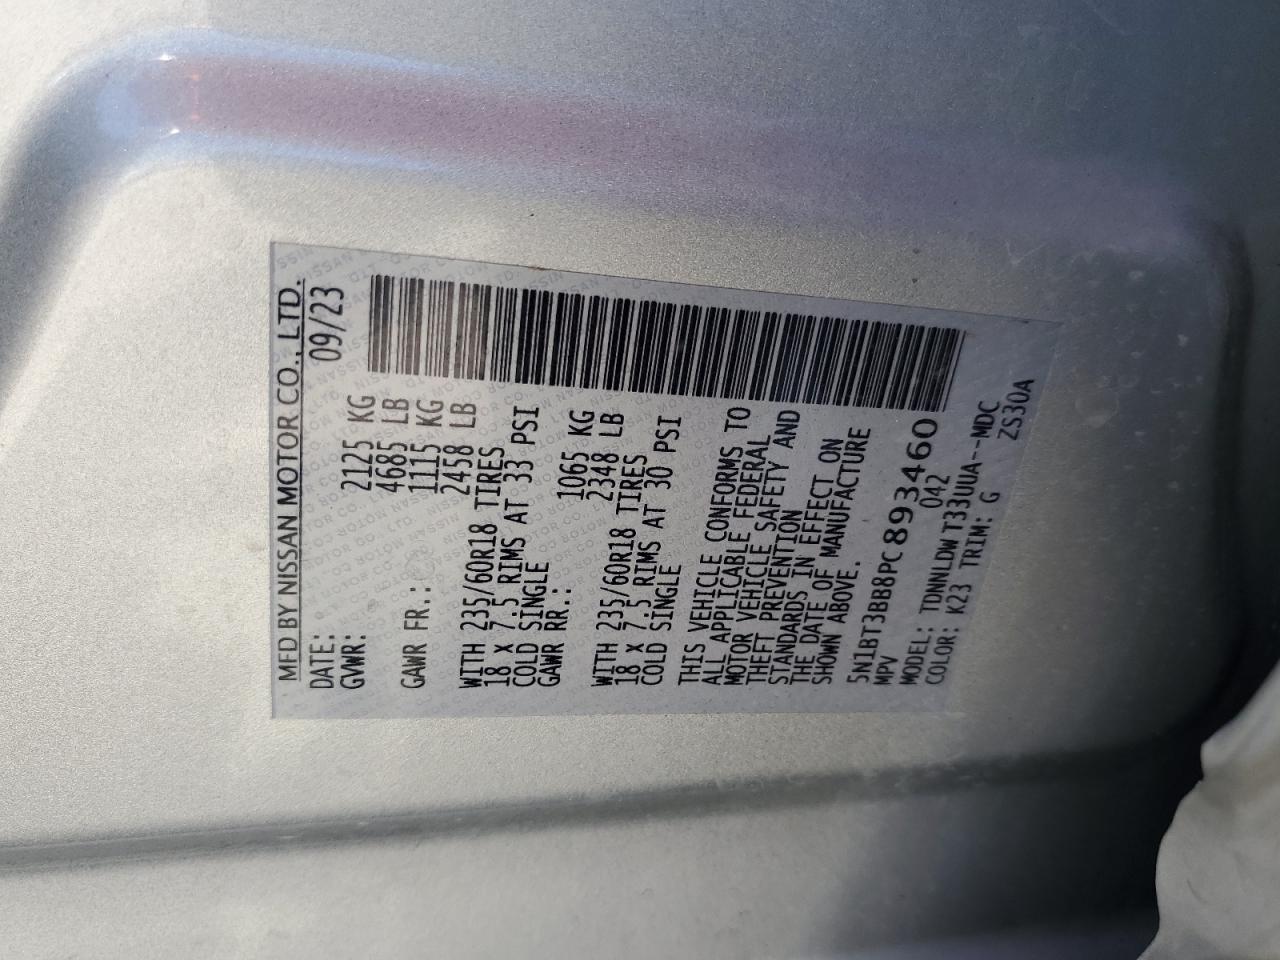 MFD BY NISSAN MOTOR CO., LTD.
DATE: 09/23
GVWR: 2125 KG
4685 LB
GAWR FR.: 1115 KG
2458 LB
WITH 235/60R18 TIRES
18 X 7.5 RIMS AT 33 PSI
COLD SINGLE
GAWR RR.: 1065 KG
2348 LB
WITH 235/60R18 TIRES
18 X 7.5 RIMS AT 30 PSI
COLD SINGLE
THIS VEHICLE CONFORMS TO
ALL APPLICABLE FEDERAL
MOTOR VEHICLE SAFETY AND
THEFT PREVENTION
STANDARDS IN EFFECT ON
THE DATE OF MANUFACTURE
SHOWN ABOVE.
5N1BT3BB8PC893460
MPV 042
MODEL: TDNNLDWT33UUA--MDC
COLOR: K23 TRIM: G ZS30A